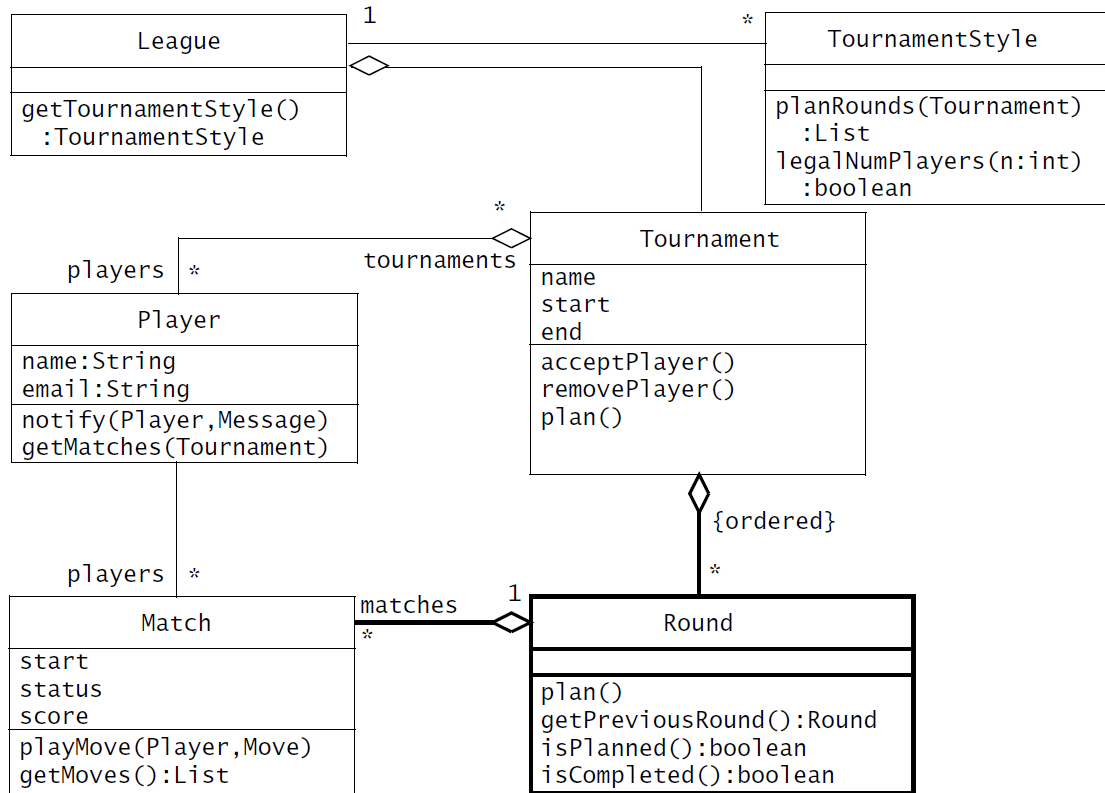 1
*
League
TournamentStyle
getTournamentStyle()
:TournamentStyle
planRounds(Tournament)
:List
legalNumPlayers(n:int)
:boolean
*
tournaments
players
*
Tournament
name
start
end
acceptPlayer()
removePlayer()
plan()
Player
name:String
email:String
notify(Player,Message)
getMatches(Tournament)
{ordered}
*
players
*
matches
*
1
Match
start
status
score
playMove(Player,Move)
getMoves():List
Round
plan()
getPreviousRound():Round
isPlanned():boolean
isCompleted():boolean